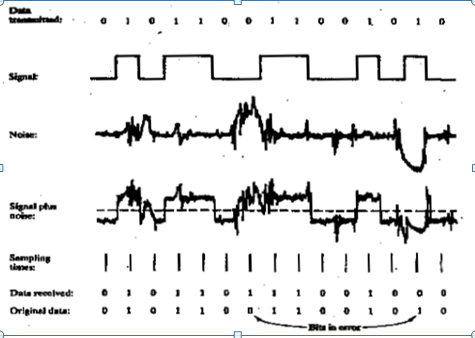 Data
transmitted: 0 1 0 1 1 0 0 1 1 0 0 1 0 1 0
Signal:
Noise:
Signal plus
noise:
Sampling
times:
Data received: 0 1 0 1 1 0 1 1 1 0 0 1 0 0 0
Original data: 0 1 0 1 1 0 0 1 1 0 0 1 0 1 0
Bits in error